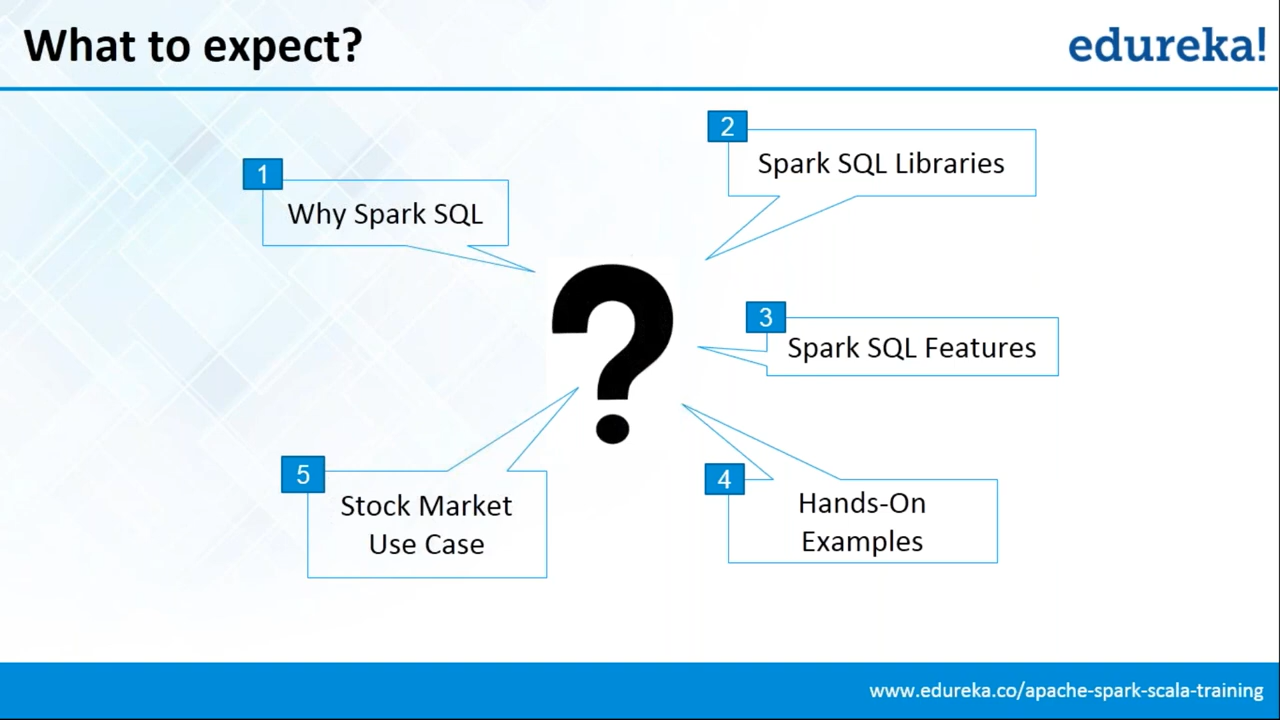 What to expect?
edureka!
1
Why Spark SQL
2
Spark SQL Libraries
3
Spark SQL Features
4
Hands-On
Examples
5
Stock Market
Use Case
?
www.edureka.co/apache-spark-scala-training